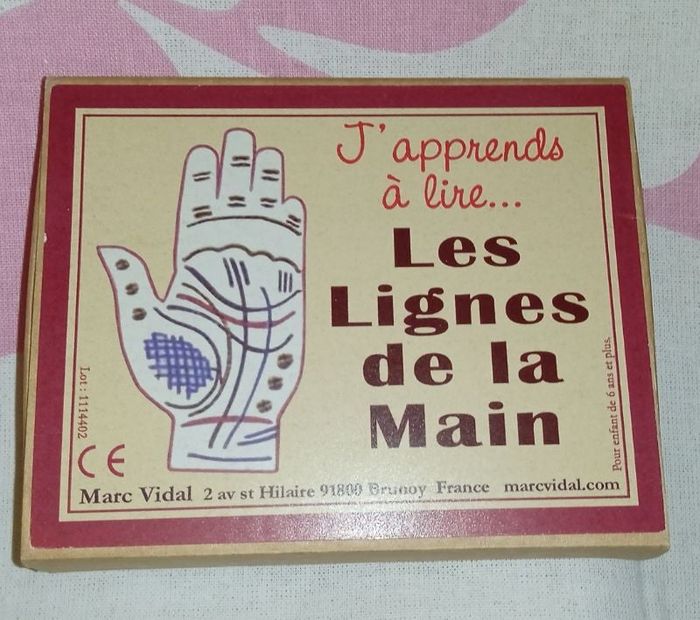 J'apprends
à lire...
Les
Lignes
de la
Main
Pour enfant de 6 ans et plus.
Lot : 1114402
CE
Marc Vidal 2 av st Hilaire 91800 Brunoy France marcvidal.com